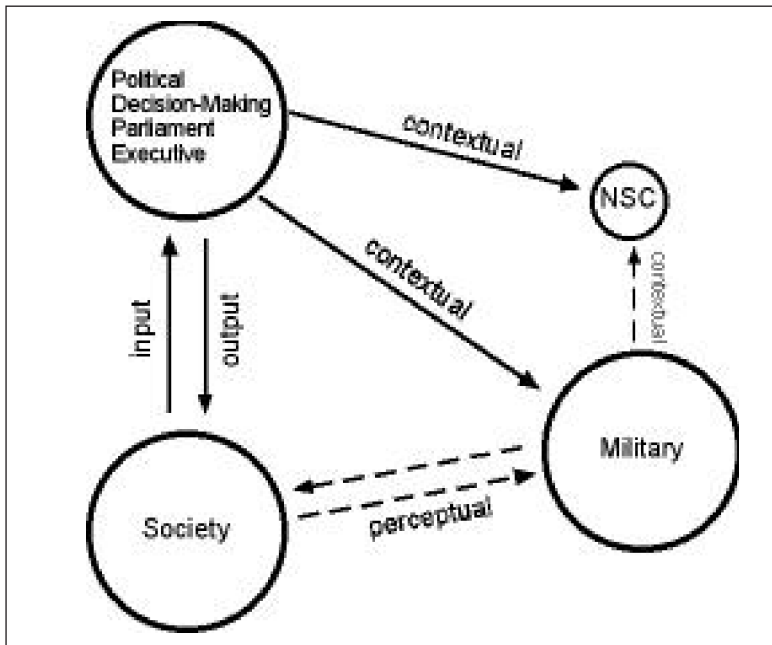 Political
Decision-Making
Parliament
Executive
contextual
NSC
contextual
contextual
input
output
Military
Society
perceptual